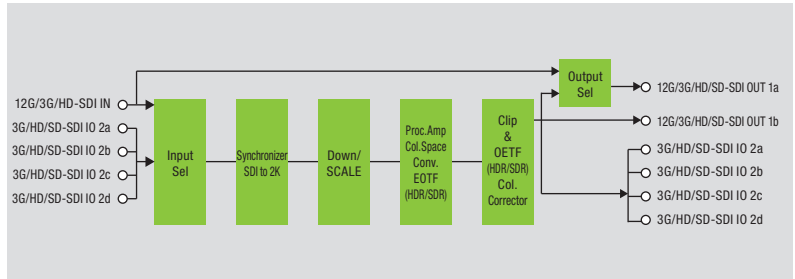 12G/3G/HD-SDI IN
3G/HD/SD-SDI IO 2a
3G/HD/SD-SDI IO 2b
3G/HD/SD-SDI IO 2c
3G/HD/SD-SDI IO 2d
Input
Sel
Synchronizer
SDI to 2K
Down/
SCALE
Proc.Amp
Col.Space
Conv.
EOTF
(HDR/SDR)
Clip
&
OETF
(HDR/SDR)
Col.
Corrector
Output
Sel
12G/3G/HD/SD-SDI OUT 1a
12G/3G/HD/SD-SDI OUT 1b
3G/HD/SD-SDI IO 2a
3G/HD/SD-SDI IO 2b
3G/HD/SD-SDI IO 2c
3G/HD/SD-SDI IO 2d